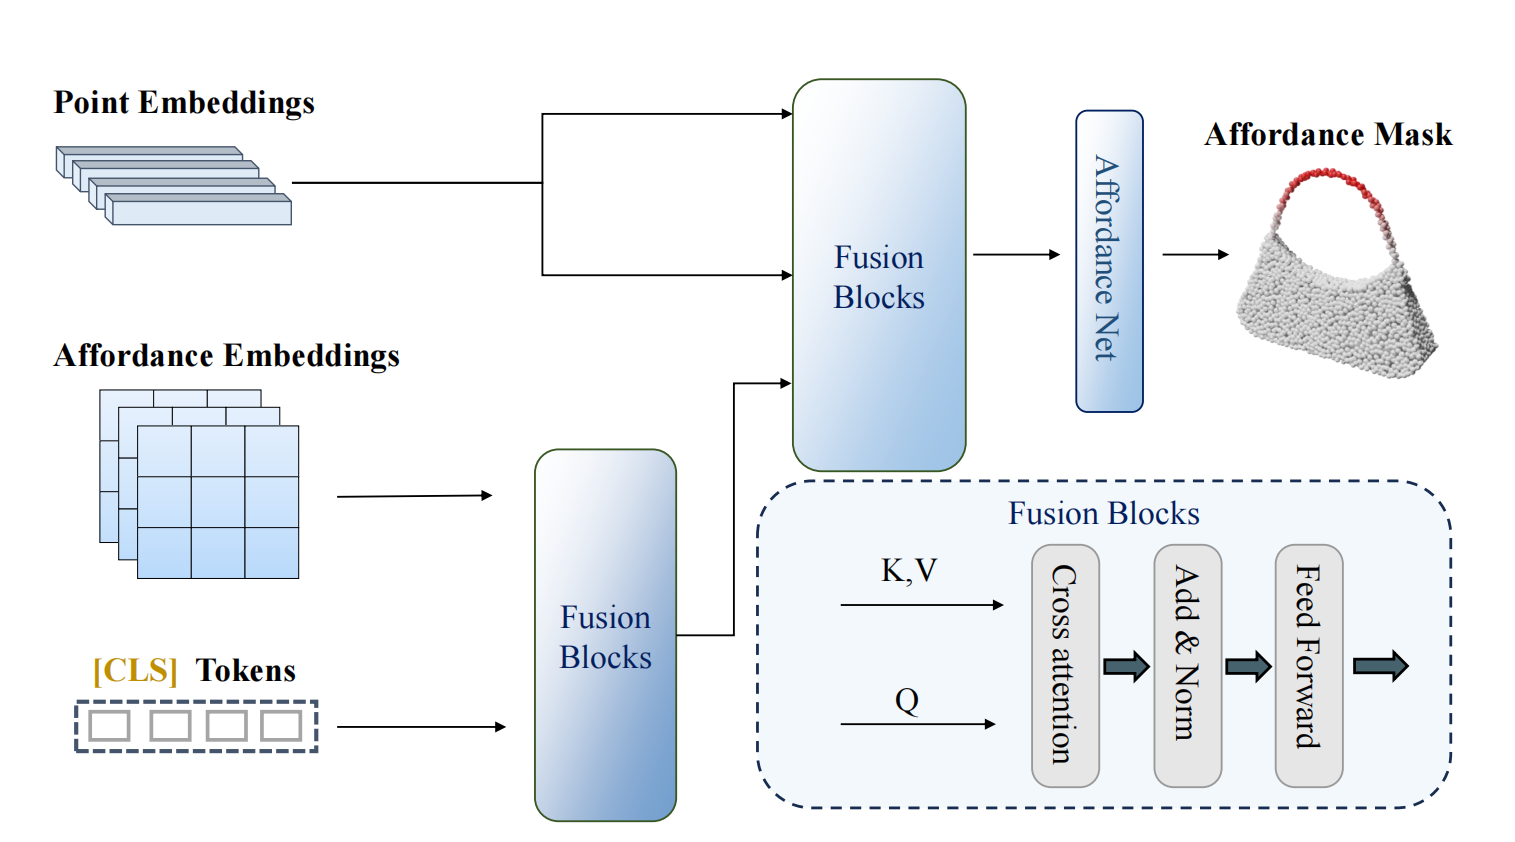 Point Embeddings
Affordance Embeddings
[CLS] Tokens
Fusion
Blocks
Fusion
Blocks
Affordance Net
Affordance Mask
Fusion Blocks
K,V
Q
Cross attention
Add & Norm
Feed Forward